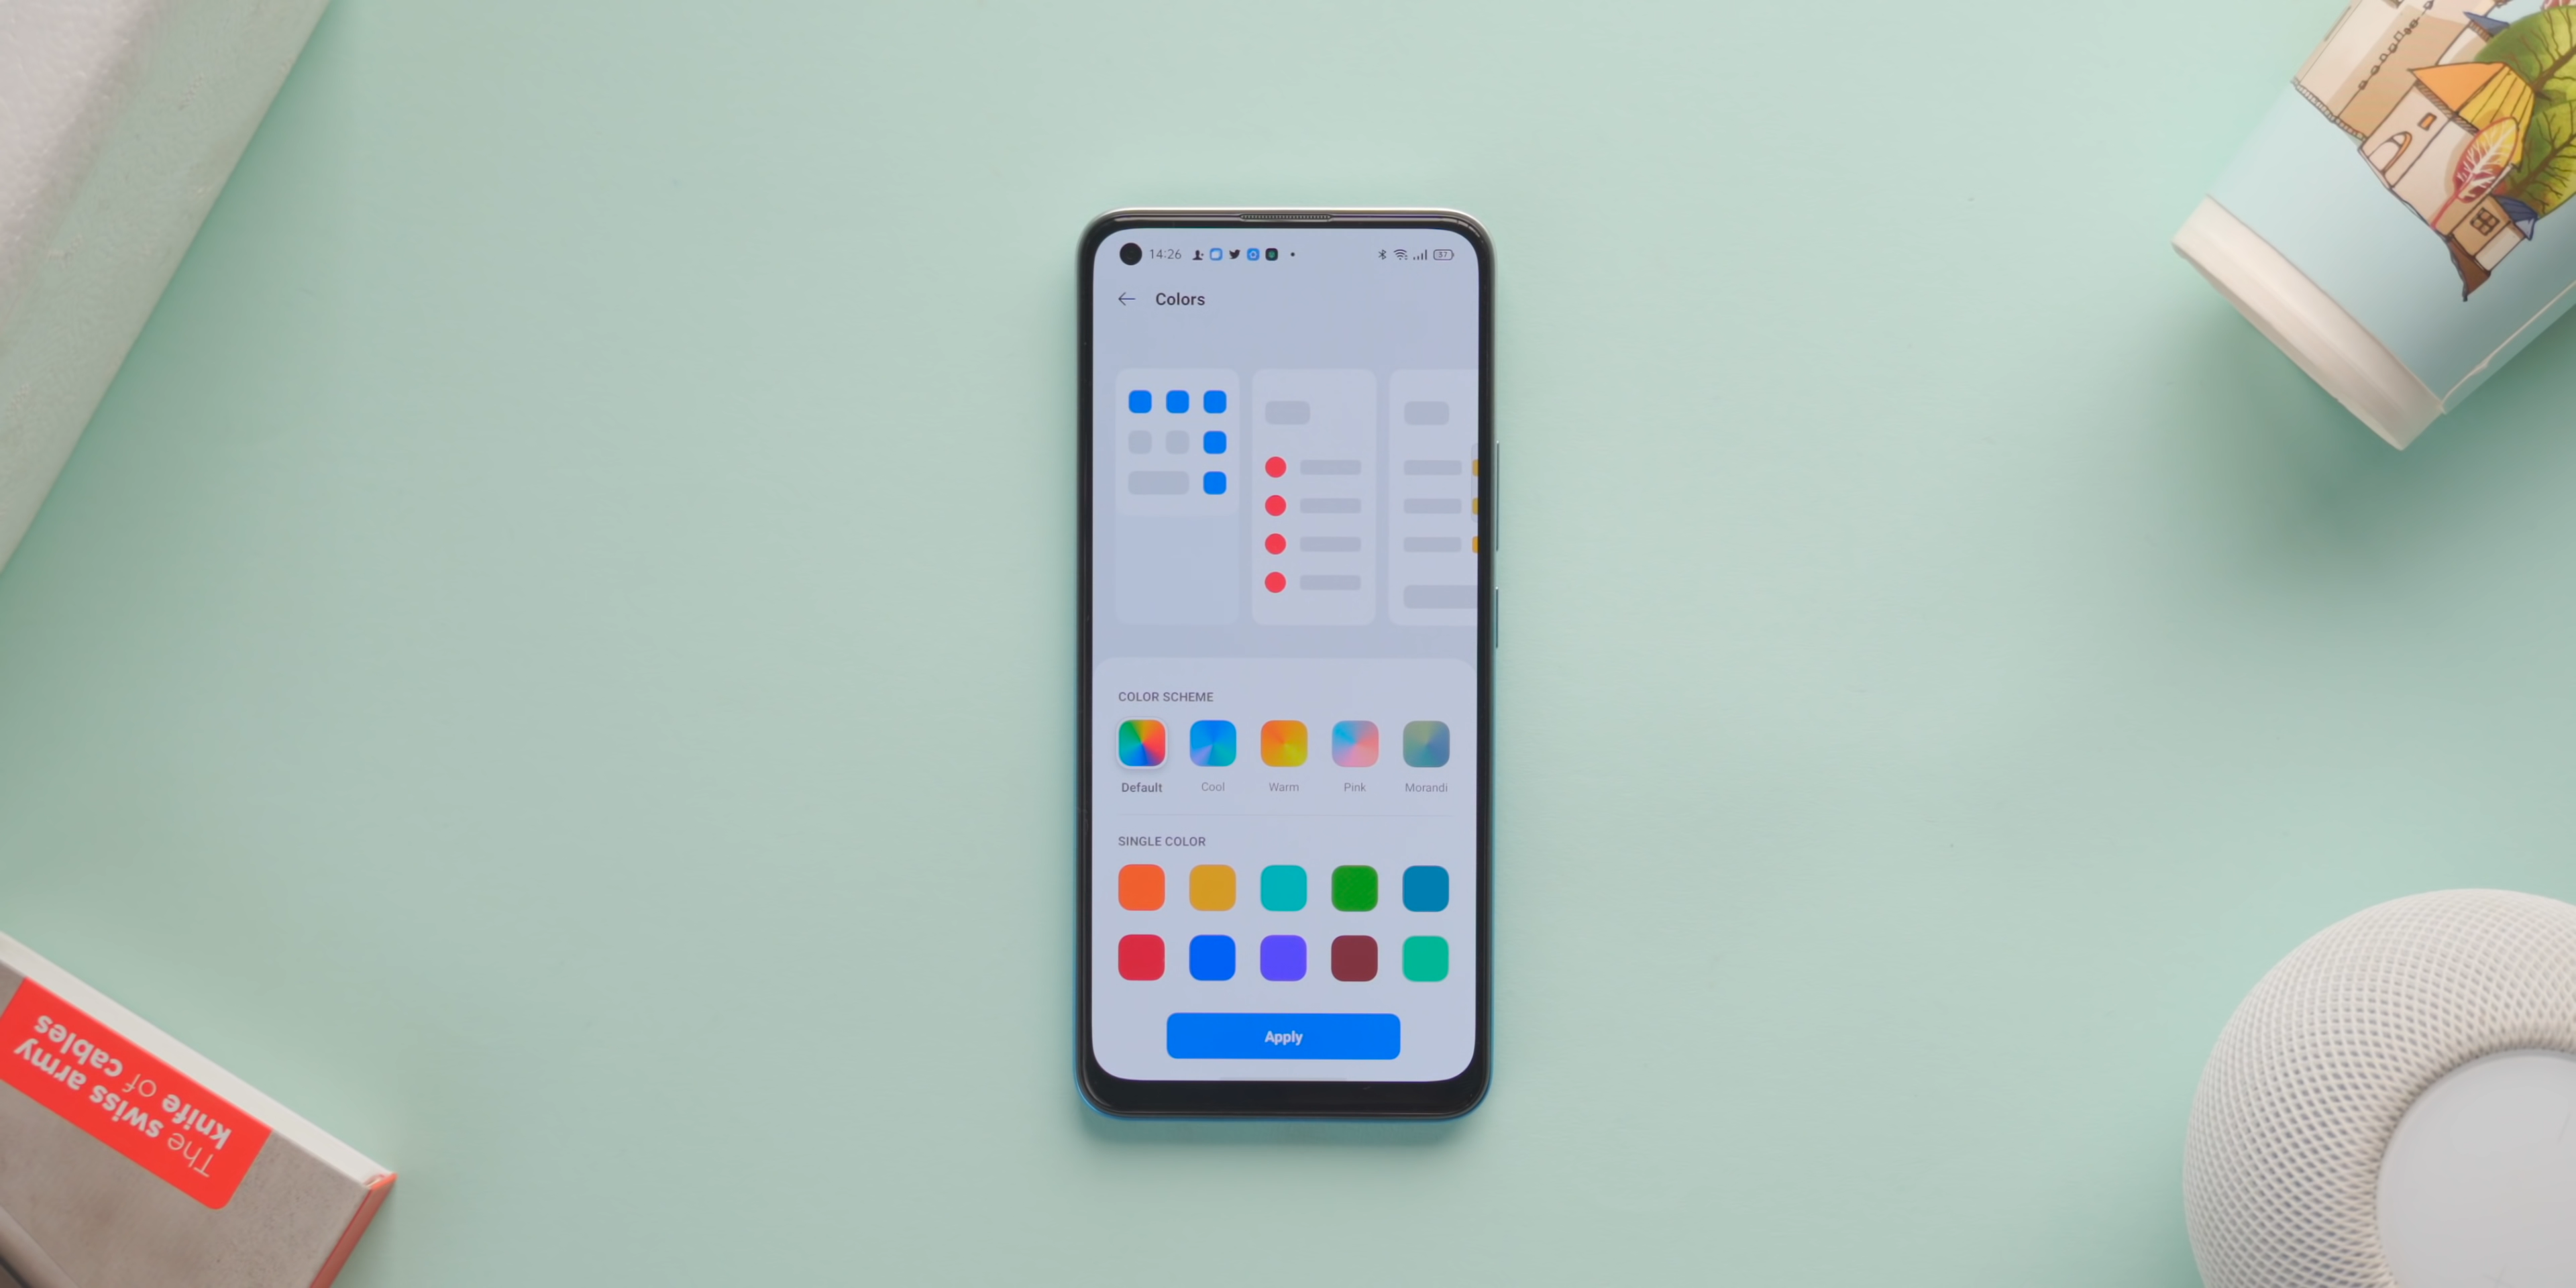 14:26
37
Colors
COLOR SCHEME
Default Cool Warm Pink Morandi
SINGLE COLOR
Apply
The swiss army
knife of cables